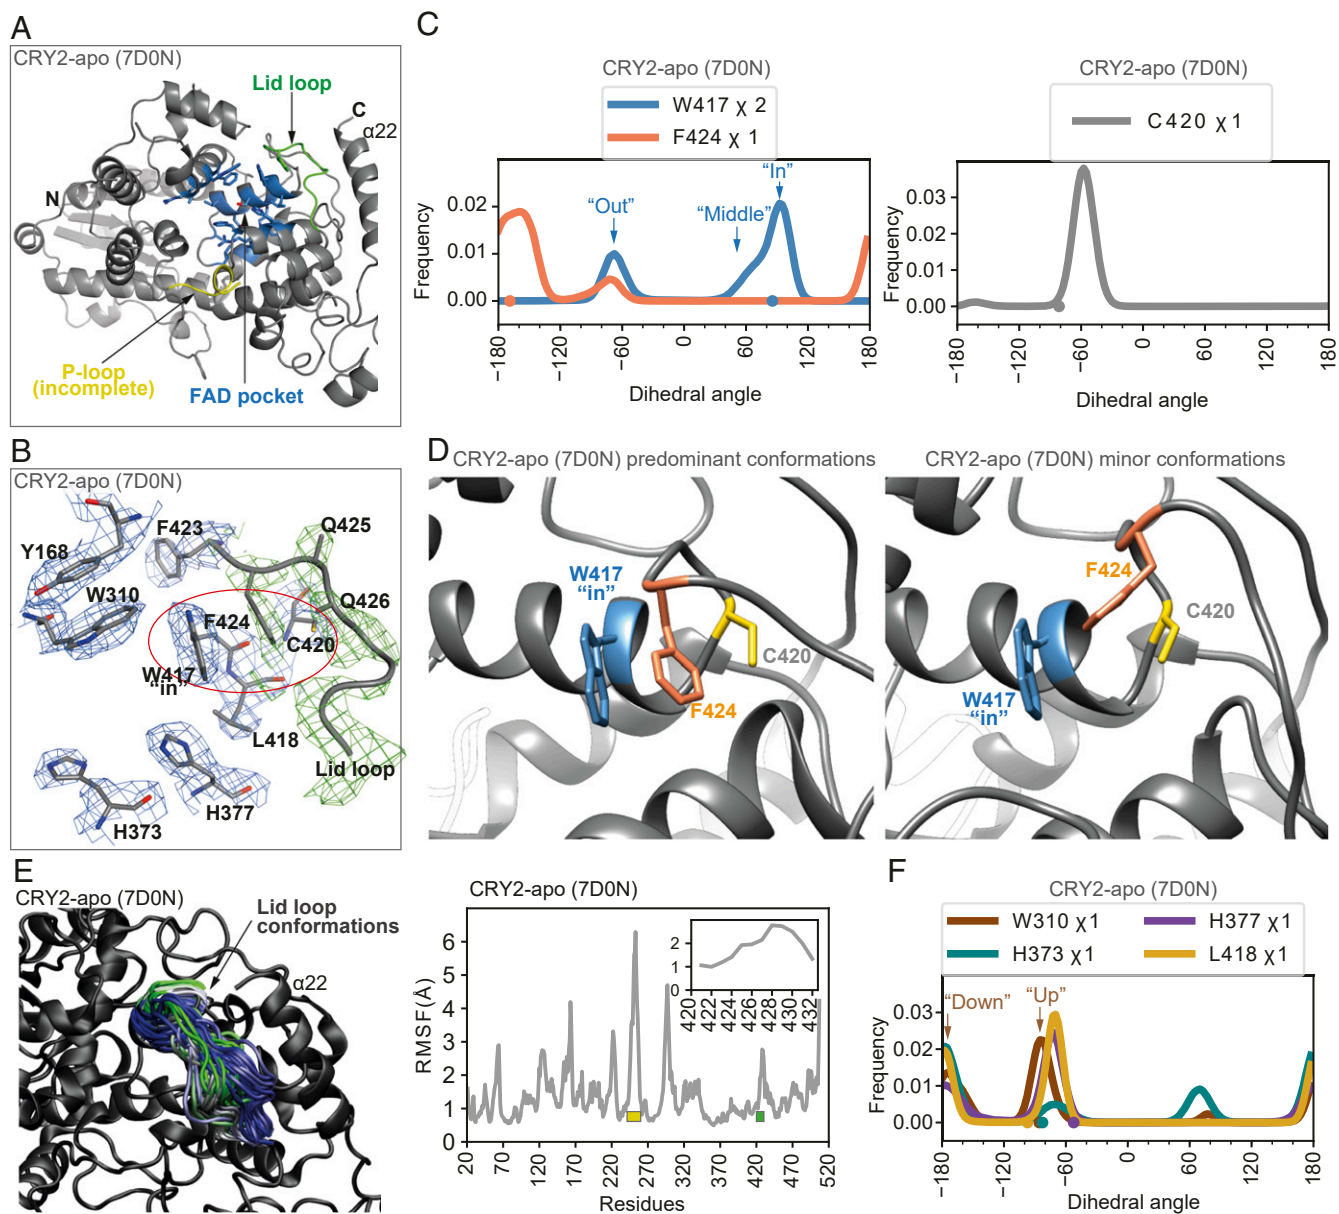 A
CRY2-apo (7D0N)
Lid loop
C
α22
N
P-loop
(incomplete)
FAD pocket
B
CRY2-apo (7D0N)
Q425
F423
Y168
W310
Q426
F424
C420
W417
“in”
L418
Lid loop
H377
H373
C
CRY2-apo (7D0N)
W417 χ 2
F424 χ 1
“In”
“Out”
“Middle”
Frequency
0.02
0.01
0.00
−180
−120
−60
0
60
120
180
Dihedral angle
CRY2-apo (7D0N)
C420 χ1
Frequency
0.03
0.02
0.01
0.00
−180
−120
−60
0
60
120
180
Dihedral angle
D
CRY2-apo (7D0N) predominant conformations
W417
“in”
C420
F424
CRY2-apo (7D0N) minor conformations
F424
C420
W417
“in”
E
CRY2-apo (7D0N)
Lid loop
conformations
α22
CRY2-apo (7D0N)
RMSF(Å)
6
5
4
3
2
1
0
20
70
120
170
220
270
320
370
420
470
520
Residues
2
1
0
420
422
424
426
428
430
432
F
CRY2-apo (7D0N)
W310 χ1
H377 χ1
H373 χ1
L418 χ1
“Down”
“Up”
Frequency
0.03
0.02
0.01
0.00
−180
−120
−60
0
60
120
180
Dihedral angle